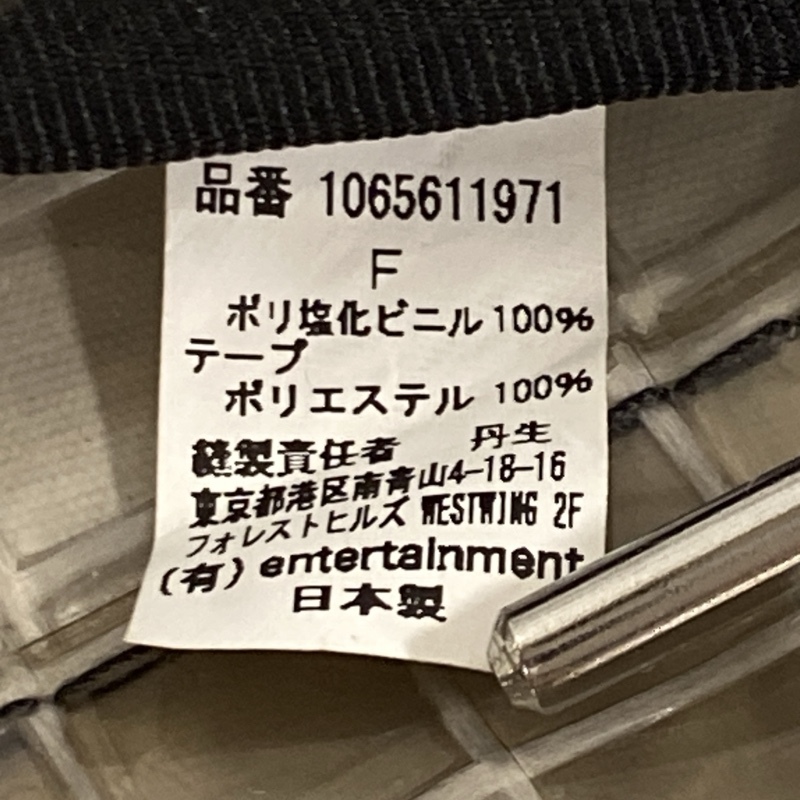 品番 1065611971
F
ポリ塩化ビニル 100%
テープ
ポリエステル 100%
縫製責任者 丹生
東京都港区南青山4-18-16
フォレストヒルズ WESTWING 2F
(有) entertainment
日本製